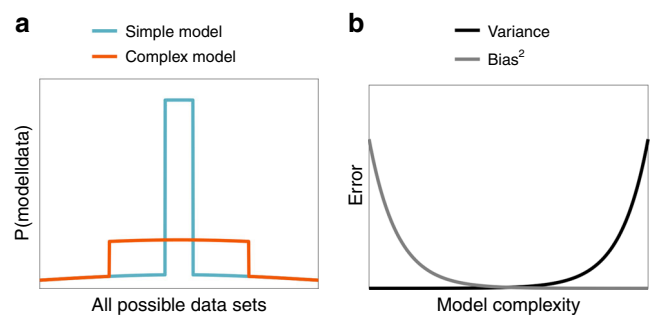 a
Simple model
Complex model
P(model|data)
All possible data sets
b
Variance
Bias²
Error
Model complexity